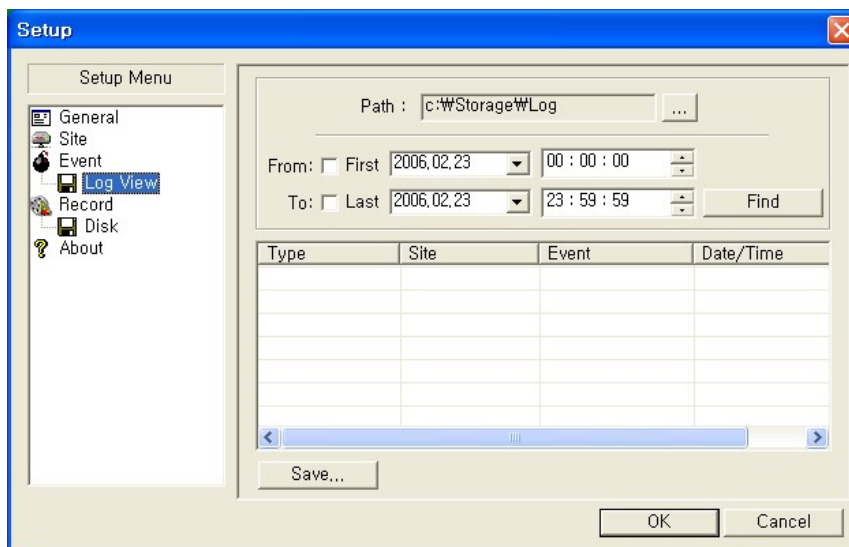 Setup
Setup Menu
General
Site
Event
Log View
Record
Disk
About
Path : c:₩Storage₩Log ...
From: First 2006,02,23 00 : 00 : 00
To: Last 2006,02,23 23 : 59 : 59 Find
Type Site Event Date/Time
Save,,,
OK Cancel